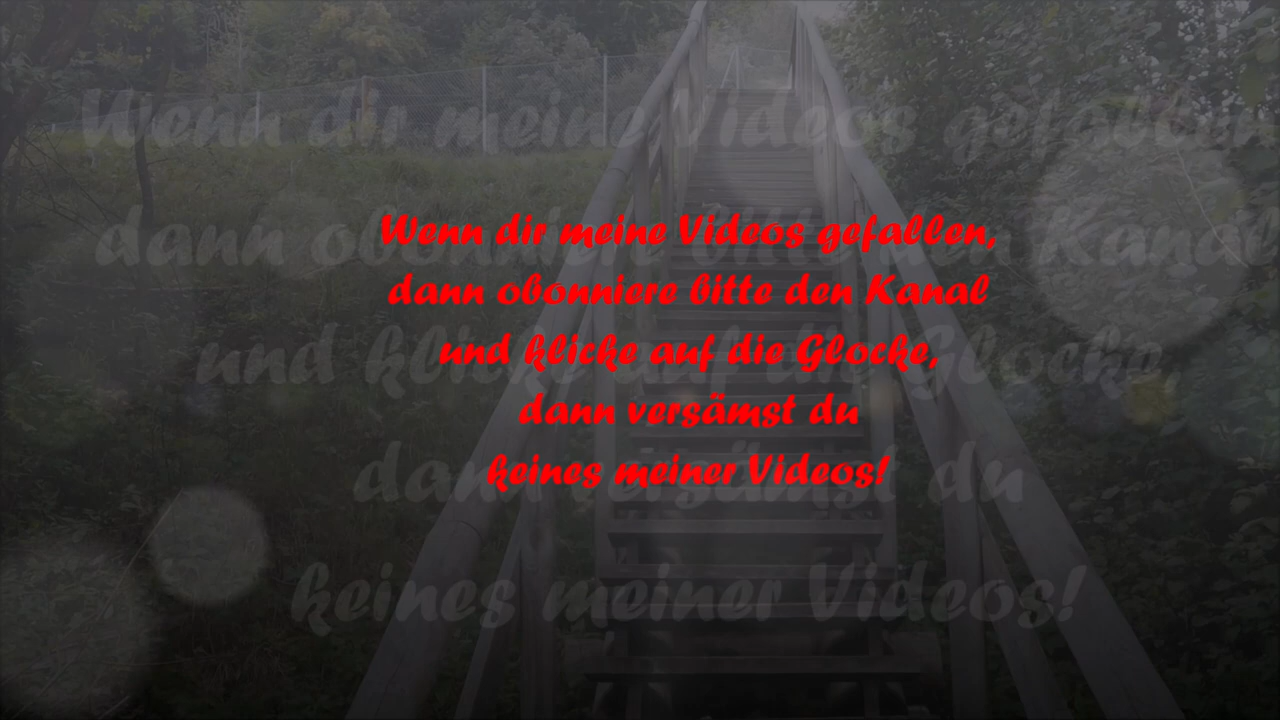 Wenn dir meine Videos gefallen,
dann obonniere bitte den Kanal
und klicke auf die Glocke,
dann versämst du
keines meiner Videos!